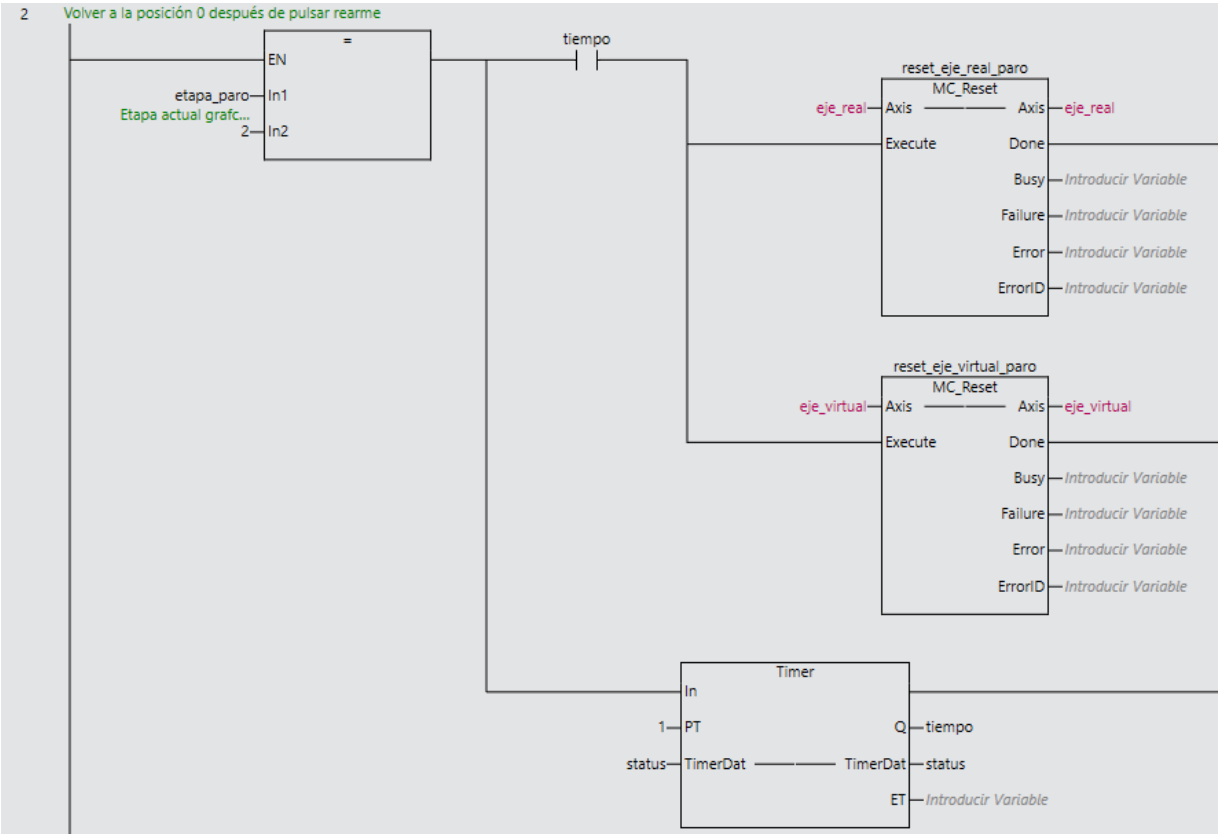 2 Volver a la posición 0 después de pulsar rearme
=
EN
etapa_paro In1
Etapa actual grafc...
2 In2
tiempo
reset_eje_real_paro
MC_Reset
eje_real Axis Axis eje_real
Execute Done
Busy Introducir Variable
Failure Introducir Variable
Error Introducir Variable
ErrorID Introducir Variable
reset_eje_virtual_paro
MC_Reset
eje_virtual Axis Axis eje_virtual
Execute Done
Busy Introducir Variable
Failure Introducir Variable
Error Introducir Variable
ErrorID Introducir Variable
Timer
In
1 PT Q tiempo
status TimerDat TimerDat status
ET Introducir Variable